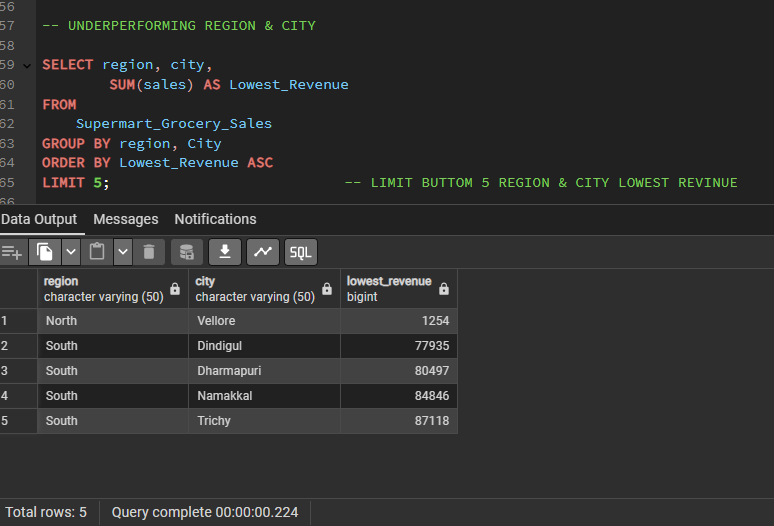 56
57 -- UNDERPERFORMING REGION & CITY
58
59 SELECT region, city,
60 SUM(sales) AS Lowest_Revenue
61 FROM
62 Supermart_Grocery_Sales
63 GROUP BY region, City
64 ORDER BY Lowest_Revenue ASC
65 LIMIT 5; -- LIMIT BUTTOM 5 REGION & CITY LOWEST REVINUE
66
Data Output Messages Notifications
SQL
region city lowest_revenue
character varying (50) character varying (50) bigint
1 North Vellore 1254
2 South Dindigul 77935
3 South Dharmapuri 80497
4 South Namakkal 84846
5 South Trichy 87118
Total rows: 5 Query complete 00:00:00.224